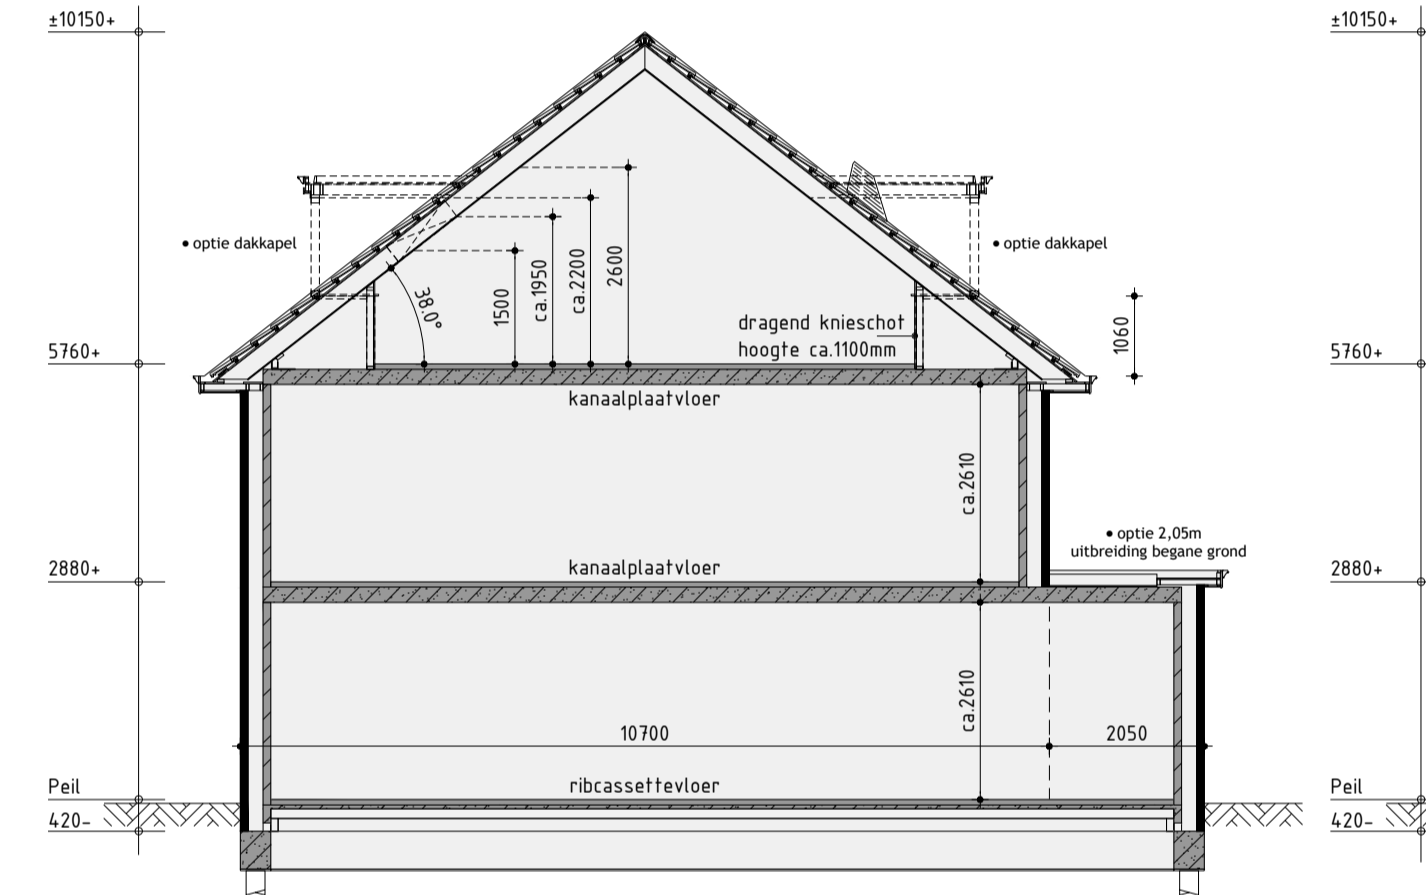 ±10150+
±10150+
• optie dakkapel
• optie dakkapel
38.0°
1500
ca.1950
ca.2200
2600
dragend knieschot
hoogte ca.1100mm
1060
5760+
5760+
kanaalplaatvloer
ca.2610
• optie 2,05m
uitbreiding begane grond
2880+
kanaalplaatvloer
2880+
ca.2610
10700
2050
Peil
ribcassettevloer
Peil
420-
420-